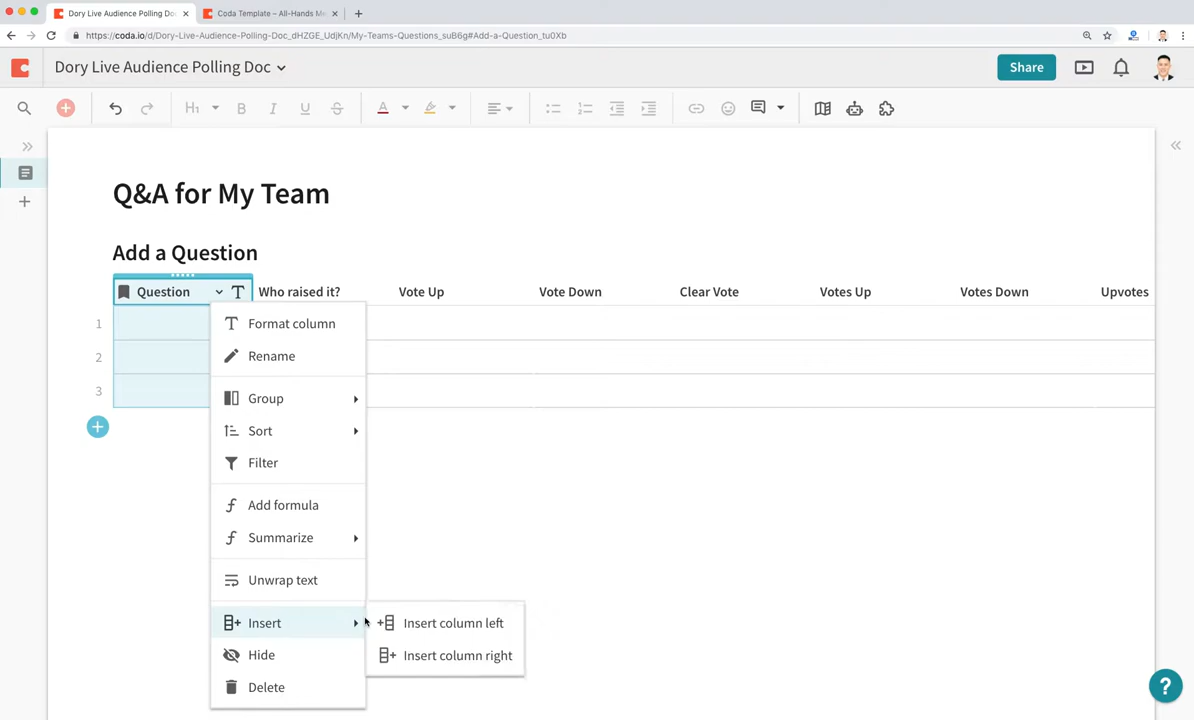 Dory Live Audience Polling Doc
Coda Template – All-Hands Me
https://coda.io/d/Dory-Live-Audience-Polling-Doc_dHZGE_UdjKn/My-Teams-Questions_suB6g#Add-a-Question_tu0Xb
Dory Live Audience Polling Doc
Share
H1 B I U S A
Q&A for My Team
Add a Question
Question T Who raised it? Vote Up Vote Down Clear Vote Votes Up Votes Down Upvotes
1
2
3
Format column
Rename
Group
Sort
Filter
Add formula
Summarize
Unwrap text
Insert
Hide
Delete
Insert column left
Insert column right
?